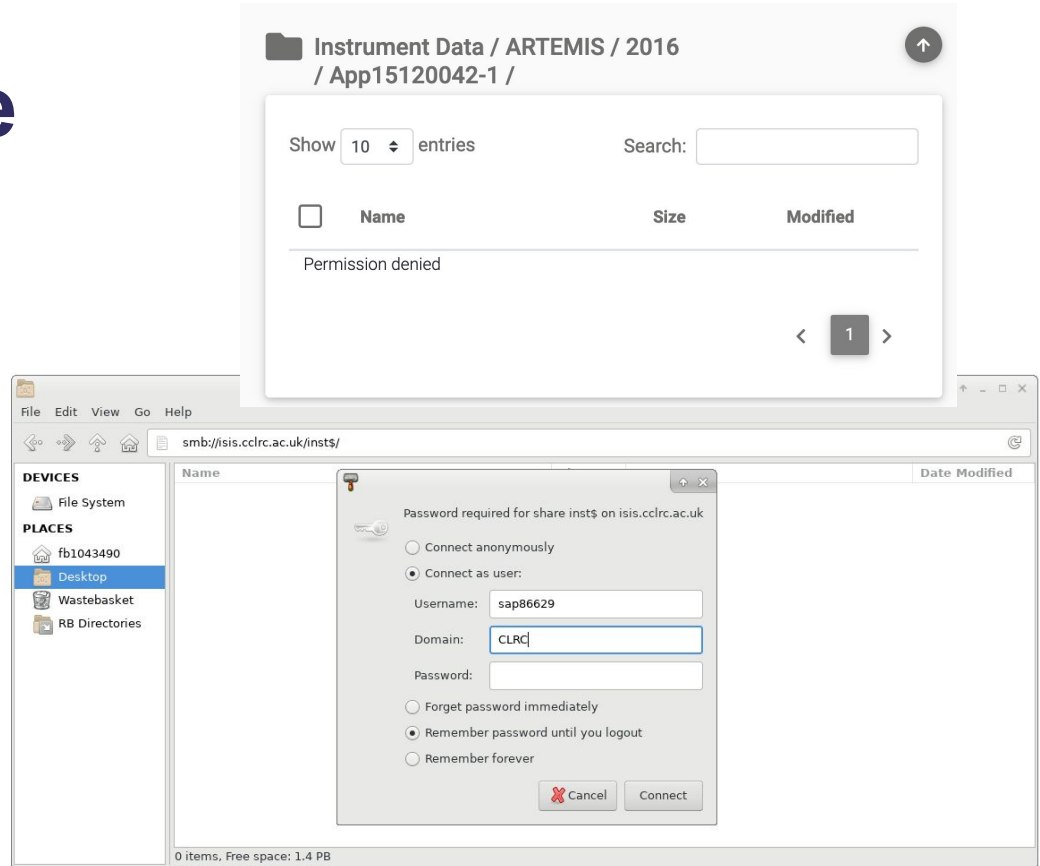 e
Instrument Data / ARTEMIS / 2016
/ App15120042-1 /
Show 10 entries
Search:
Name Size Modified
Permission denied
1
File Edit View Go Help
smb://isis.cclrc.ac.uk/inst$/
DEVICES
File System
PLACES
fb1043490
Desktop
Wastebasket
RB Directories
Name Date Modified
Password required for share inst$ on isis.cclrc.ac.uk
Connect anonymously
Connect as user:
Username: sap86629
Domain: CLRC
Password:
Forget password immediately
Remember password until you logout
Remember forever
Cancel Connect
0 items, Free space: 1.4 PB